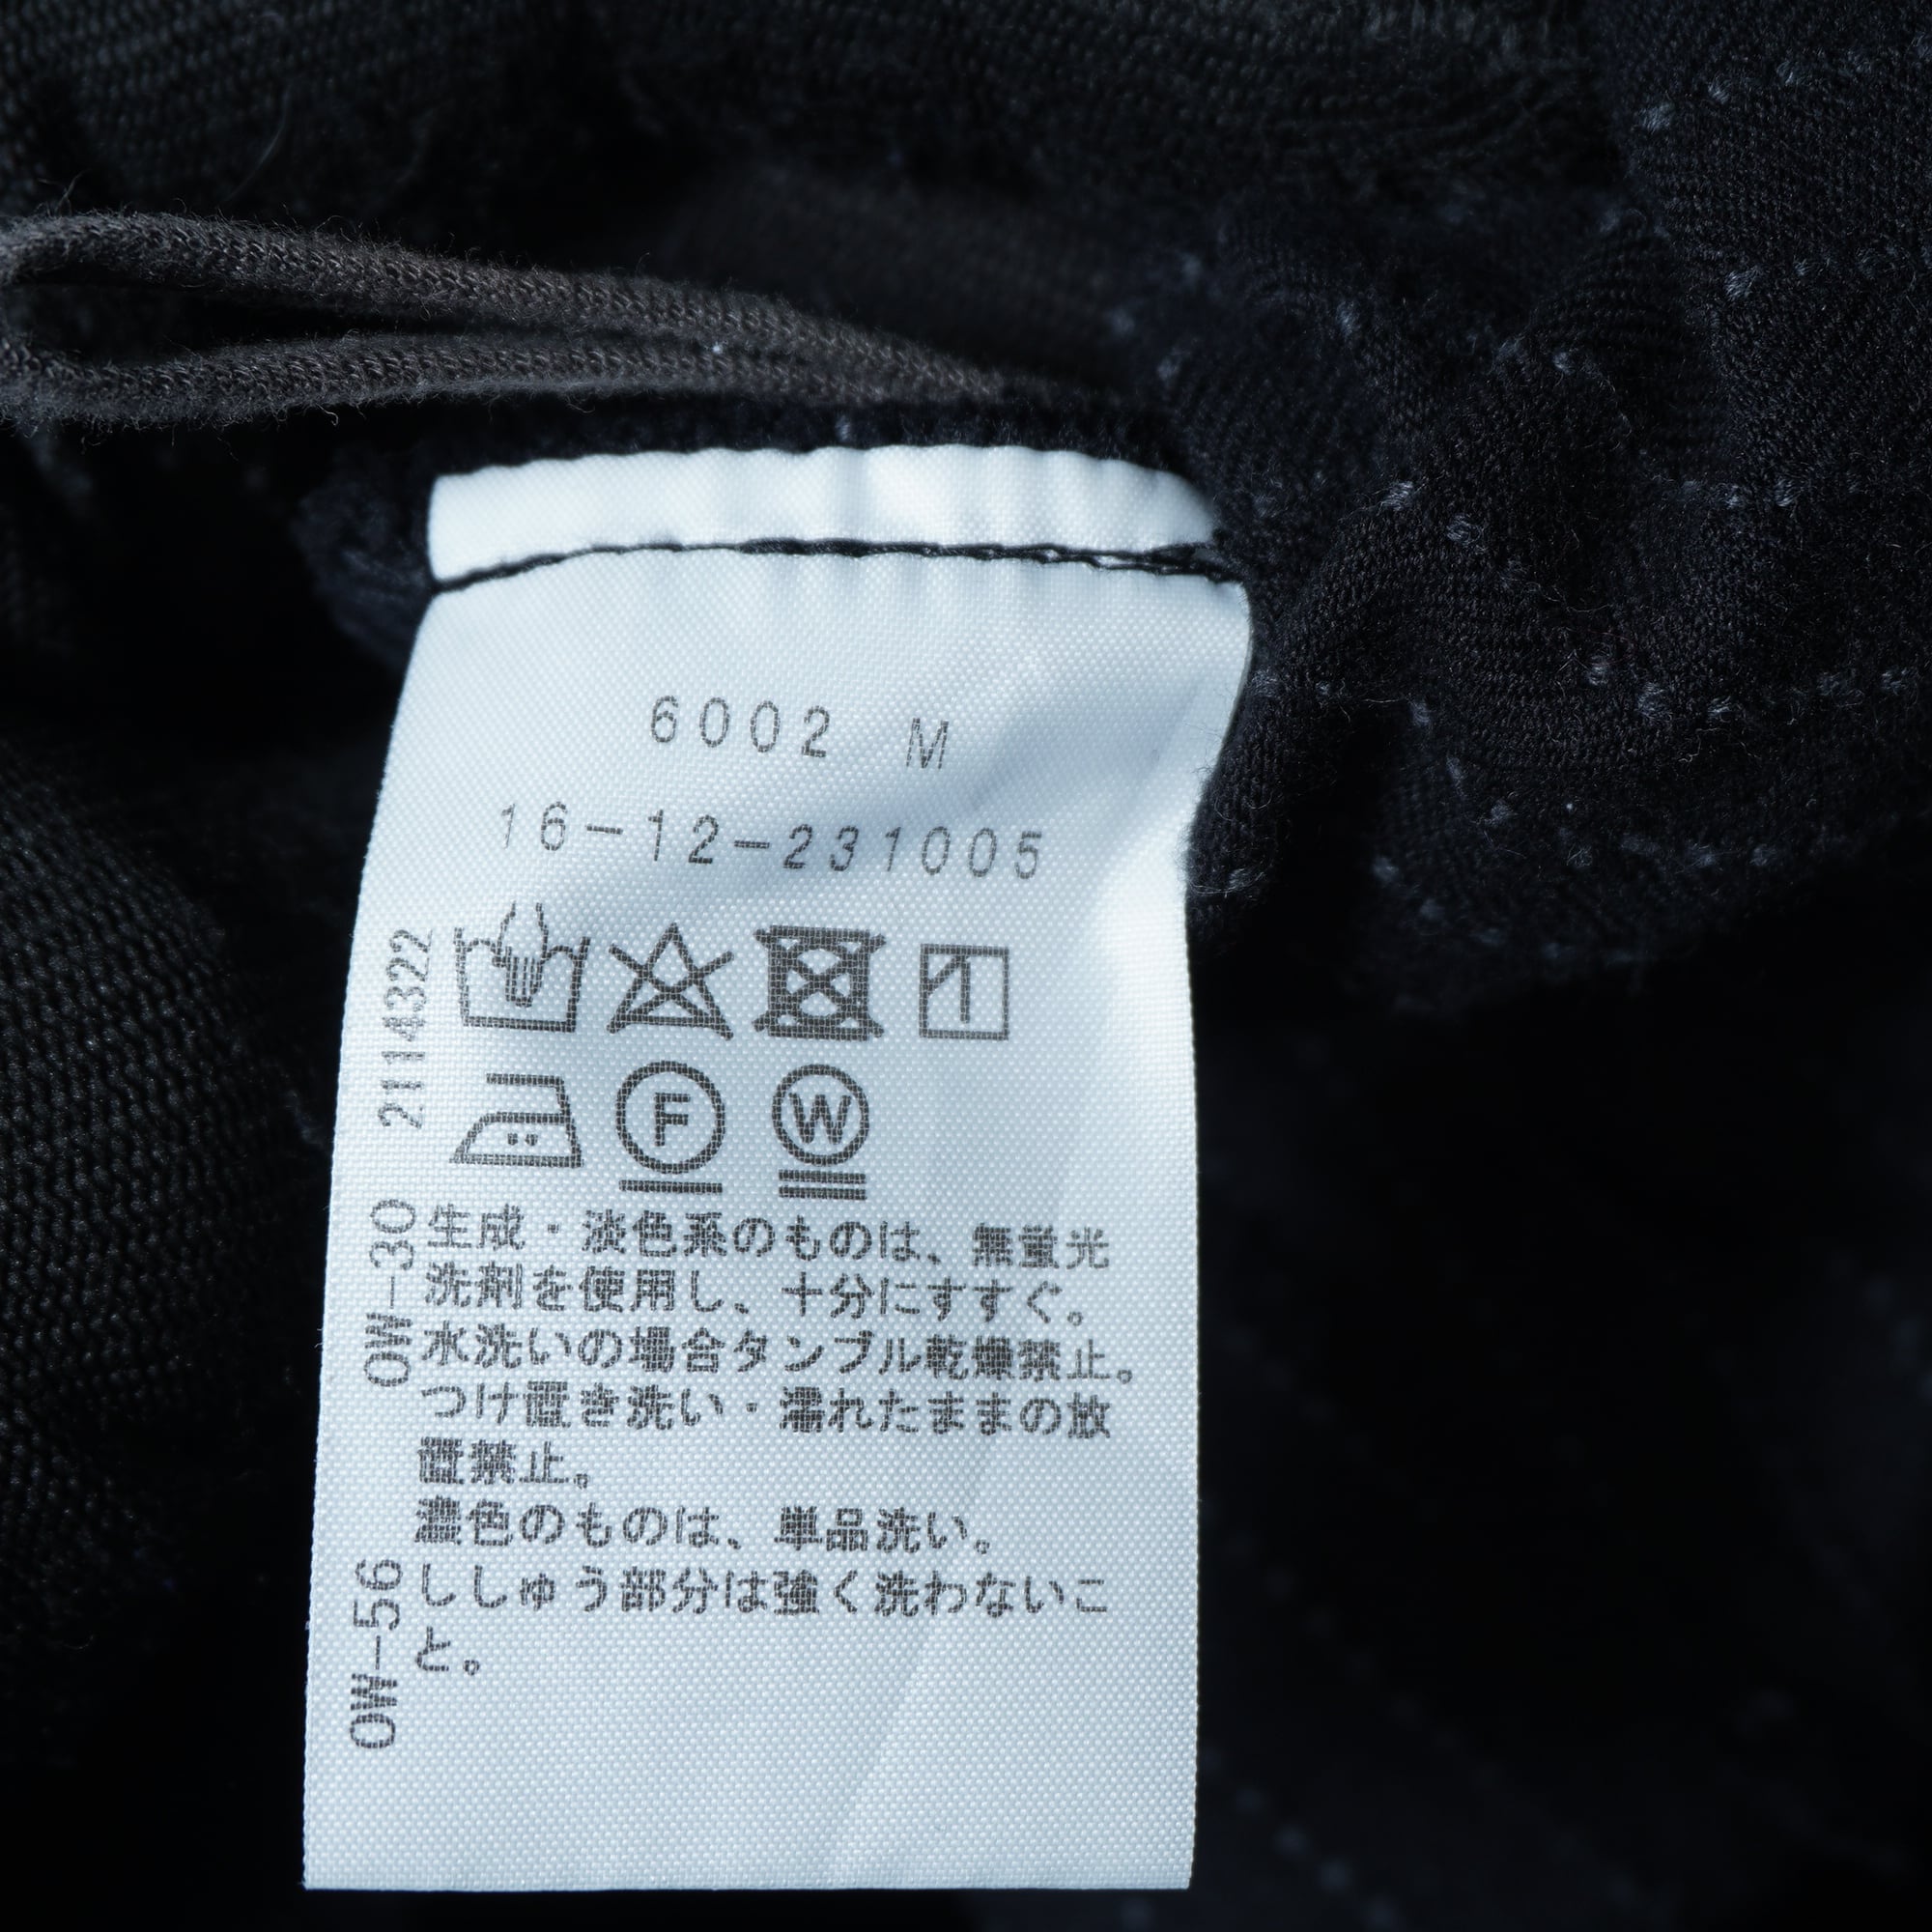 6002 M
16-12-231005
F W
生成・淡色系のものは、無蛍光
洗剤を使用し、十分にすすぐ。
水洗いの場合タンブル乾燥禁止。
つけ置き洗い・濡れたままの放
置禁止。
濃色のものは、単品洗い。
ししゅう部分は強く洗わないこ
と。
OW-56 OW-30 2114322